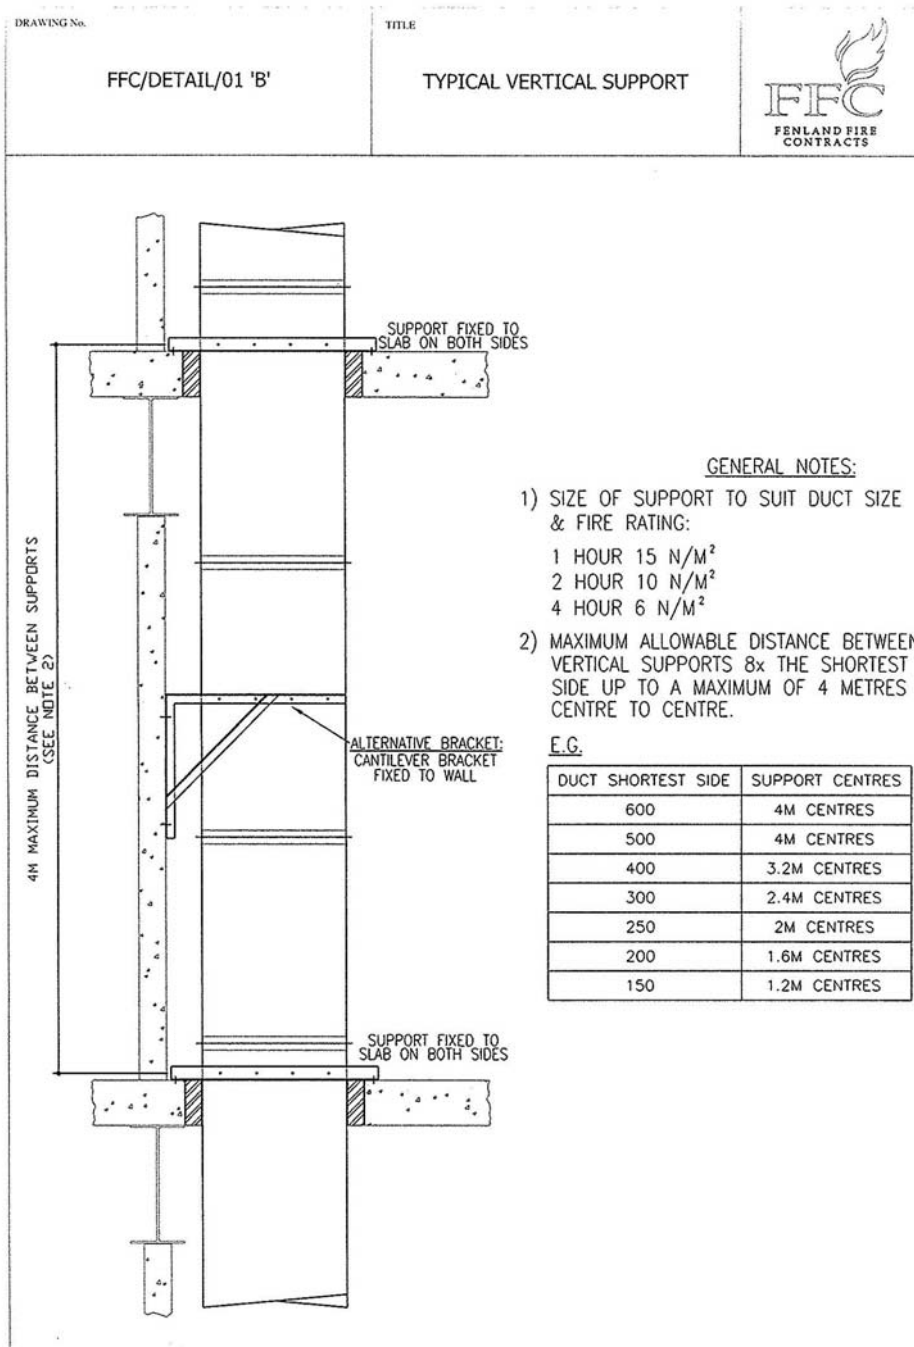 DRAWING No.
FFC/DETAIL/01 'B'
TITLE
TYPICAL VERTICAL SUPPORT
FFC
FENLAND FIRE
CONTRACTS
SUPPORT FIXED TO
SLAB ON BOTH SIDES
4M MAXIMUM DISTANCE BETWEEN SUPPORTS
(SEE NOTE 2)
ALTERNATIVE BRACKET:
CANTILEVER BRACKET
FIXED TO WALL
SUPPORT FIXED TO
SLAB ON BOTH SIDES
GENERAL NOTES:
1) SIZE OF SUPPORT TO SUIT DUCT SIZE
& FIRE RATING:
1 HOUR 15 N/M²
2 HOUR 10 N/M²
4 HOUR 6 N/M²
2) MAXIMUM ALLOWABLE DISTANCE BETWEEN
VERTICAL SUPPORTS 8x THE SHORTEST
SIDE UP TO A MAXIMUM OF 4 METRES
CENTRE TO CENTRE.
E.G.
DUCT SHORTEST SIDE SUPPORT CENTRES
600 4M CENTRES
500 4M CENTRES
400 3.2M CENTRES
300 2.4M CENTRES
250 2M CENTRES
200 1.6M CENTRES
150 1.2M CENTRES